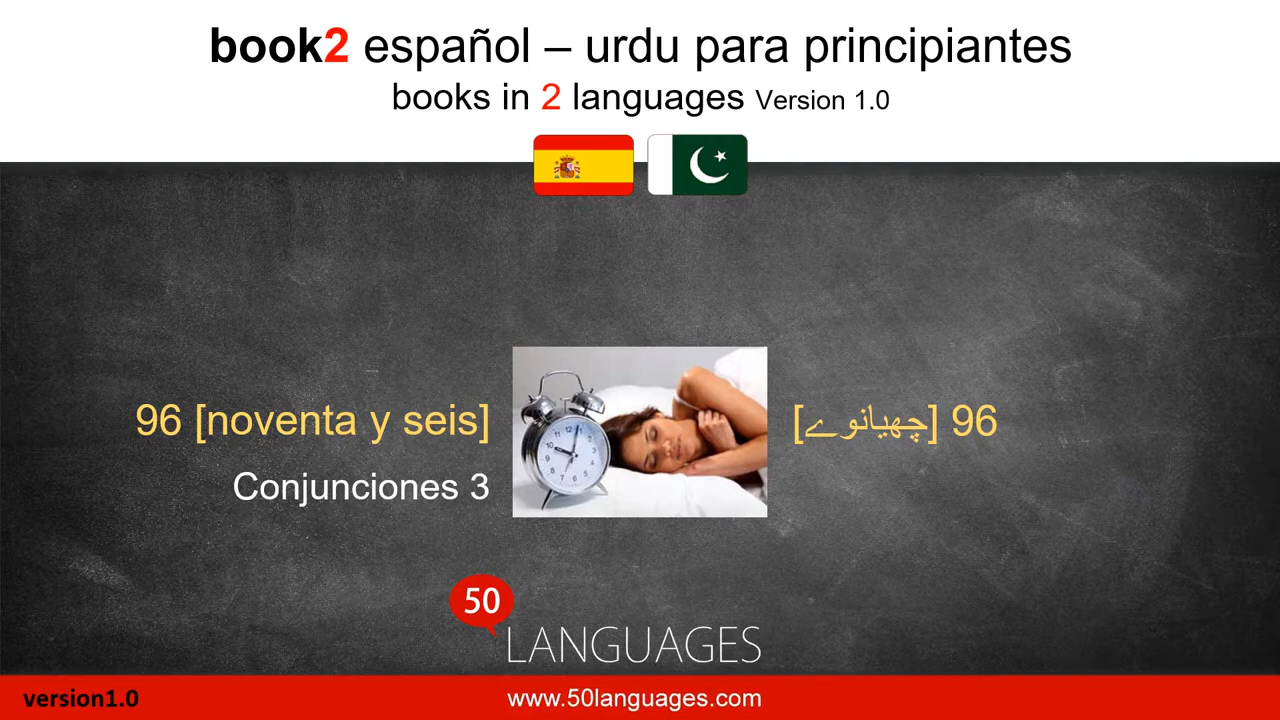 book2 español – urdu para principiantes
books in 2 languages Version 1.0
96 [noventa y seis]
Conjunciones 3
96 [چھیانوے]
50
LANGUAGES
version1.0
www.50languages.com